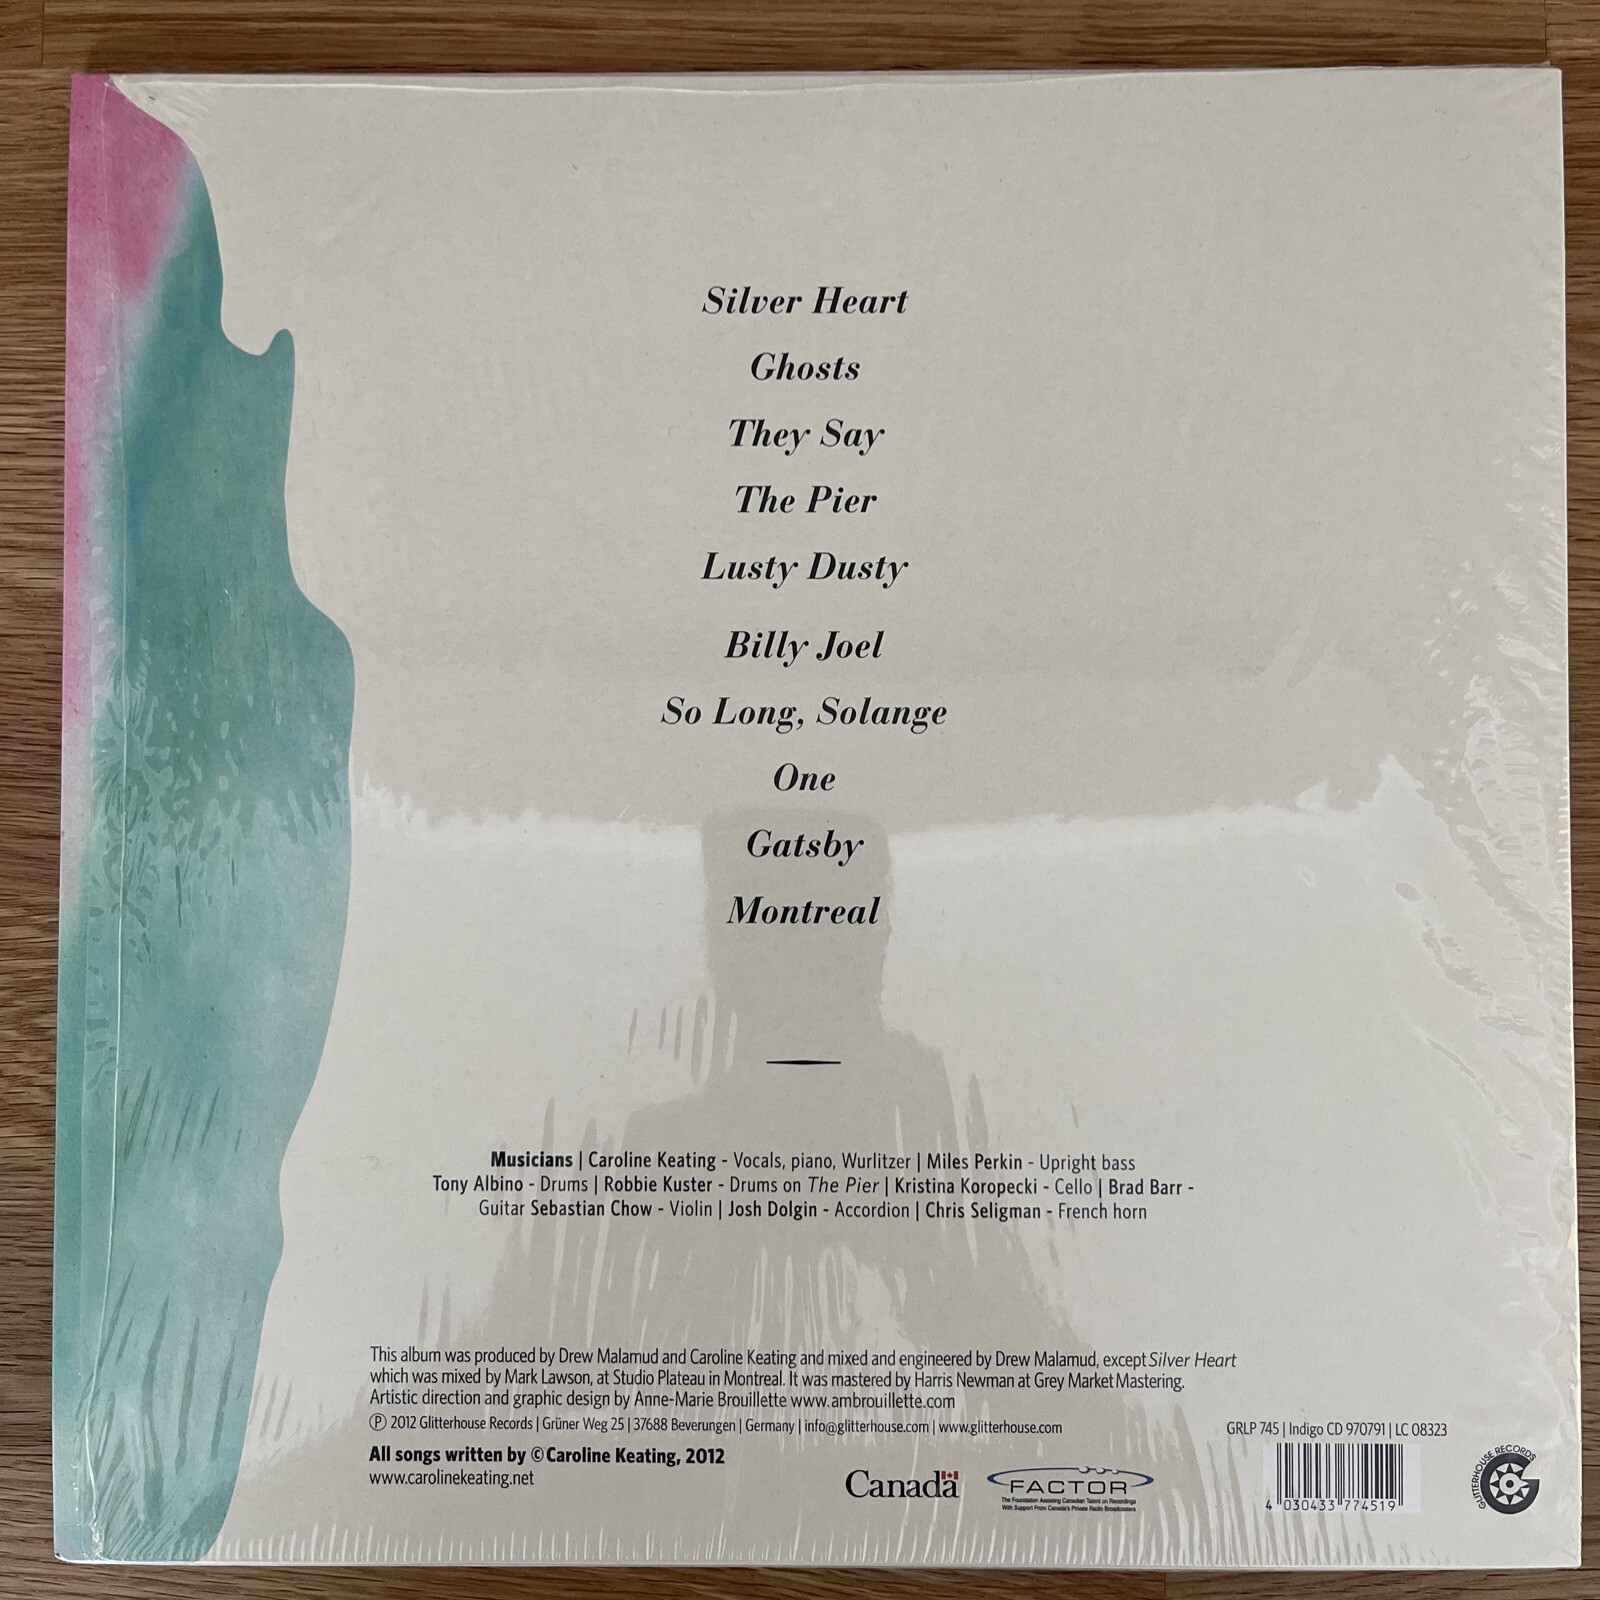 Silver Heart
Ghosts
They Say
The Pier
Lusty Dusty
Billy Joel
So Long, Solange
One
Gatsby
Montreal
Musicians | Caroline Keating - Vocals, piano, Wurlitzer | Miles Perkin - Upright bass
Tony Albino - Drums | Robbie Kuster - Drums on The Pier | Kristina Koropecki - Cello | Brad Barr -
Guitar Sebastian Chow - Violin | Josh Dolgin - Accordion | Chris Seligman - French horn
This album was produced by Drew Malamud and Caroline Keating and mixed and engineered by Drew Malamud, except Silver Heart
which was mixed by Mark Lawson, at Studio Plateau in Montreal. It was mastered by Harris Newman at Grey Market Mastering.
Artistic direction and graphic design by Anne-Marie Brouillette www.ambrouillette.com
℗ 2012 Glitterhouse Records | Grüner Weg 25 | 37688 Beverungen | Germany | info@glitterhouse.com | www.glitterhouse.com
GRLP 745 | Indigo CD 970791 | LC 08323
All songs written by © Caroline Keating, 2012
www.carolinekeating.net
Canada
FACTOR
The Foundation Assisting Canadian Talent on Recordings
With Support From Canada's Private Radio Broadcasters
4 030433 774519
GLITTERHOUSE RECORDS